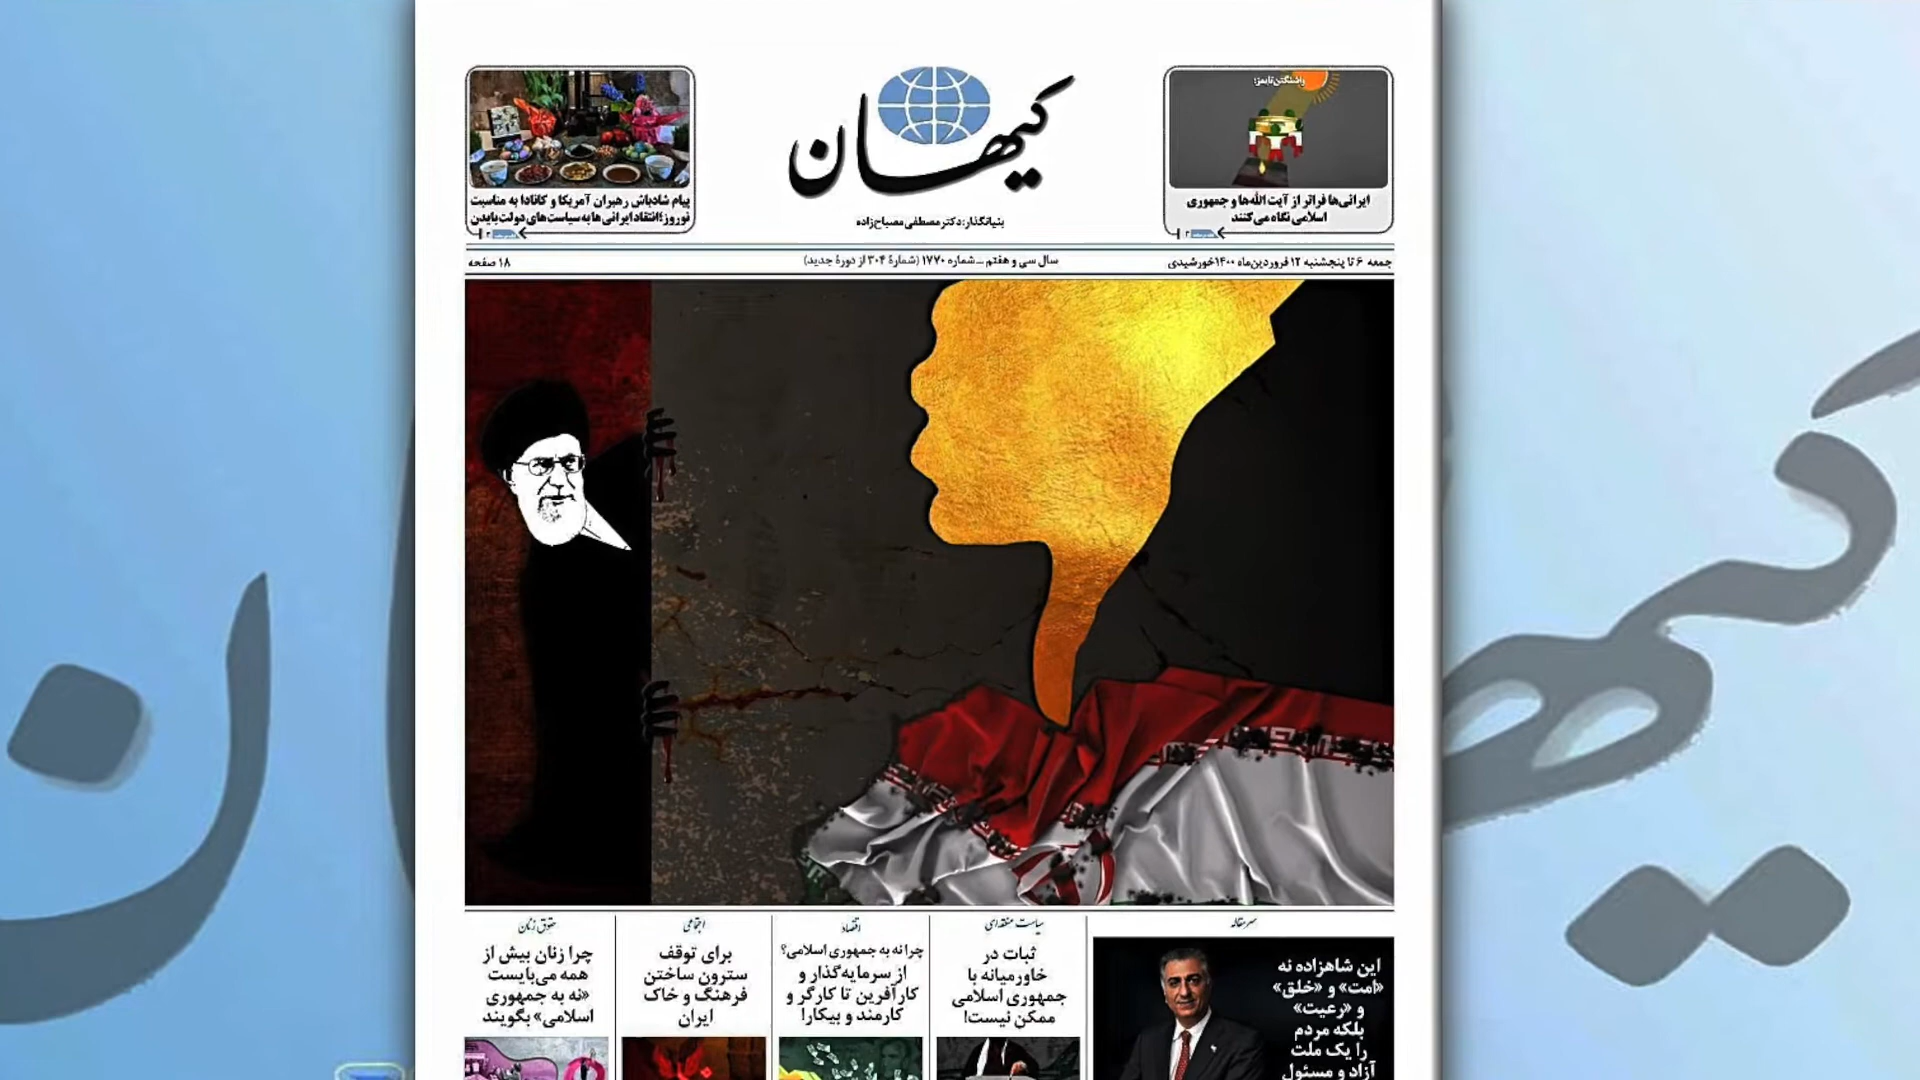 کیهان
بنیانگذار: دکتر مصطفی مصباح‌زاده
واشنگتن‌تایمز؛
ایرانی‌ها فراتر از آیت‌الله‌ها و جمهوری
اسلامی نگاه می‌کنند
پیام شادباش رهبران آمریکا و کانادا به مناسبت
نوروز؛ انتقاد ایرانی‌ها به سیاست‌های دولت بایدن
جمعه ۶ تا پنجشنبه ۱۲ فروردین‌ماه ۱۴۰۰ خورشیدی
سال سی و هفتم ـ شماره ۱۷۷۰ (شمارهٔ ۳۰۴ از دورهٔ جدید)
۱۸ صفحه
سرمقاله
این شاهزاده نه
«امت» و «خلق»
و «رعیت»
بلکه مردم
را یک ملت
آزاد و مسئول
سیاست منطقه‌ای
ثبات در
خاورمیانه با
جمهوری اسلامی
ممکن نیست!
اقتصاد
چرا نه به جمهوری اسلامی؟
از سرمایه‌گذار و
کارآفرین تا کارگر و
کارمند و بیکار!
اجتماعی
برای توقف
سترون ساختن
فرهنگ و خاک
ایران
حقوق زنان
چرا زنان بیش از
همه می‌بایست
«نه به جمهوری
اسلامی» بگویند
کیهان